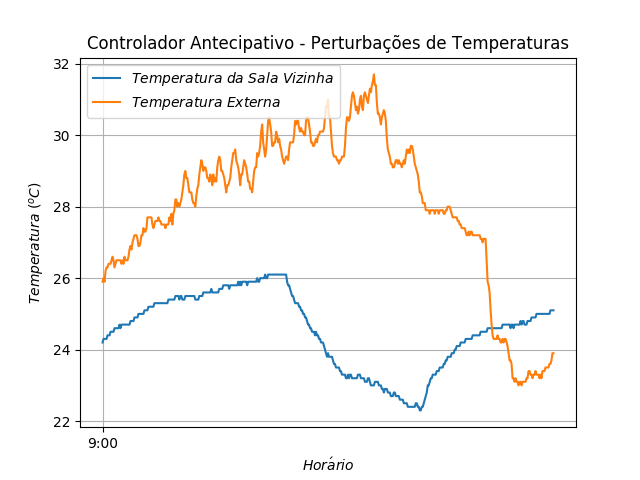 Controlador Antecipativo - Perturbações de Temperaturas
Temperatura da Sala Vizinha
Temperatura Externa
Temperatura (ºC)
32
30
28
26
24
22
9:00
Horário